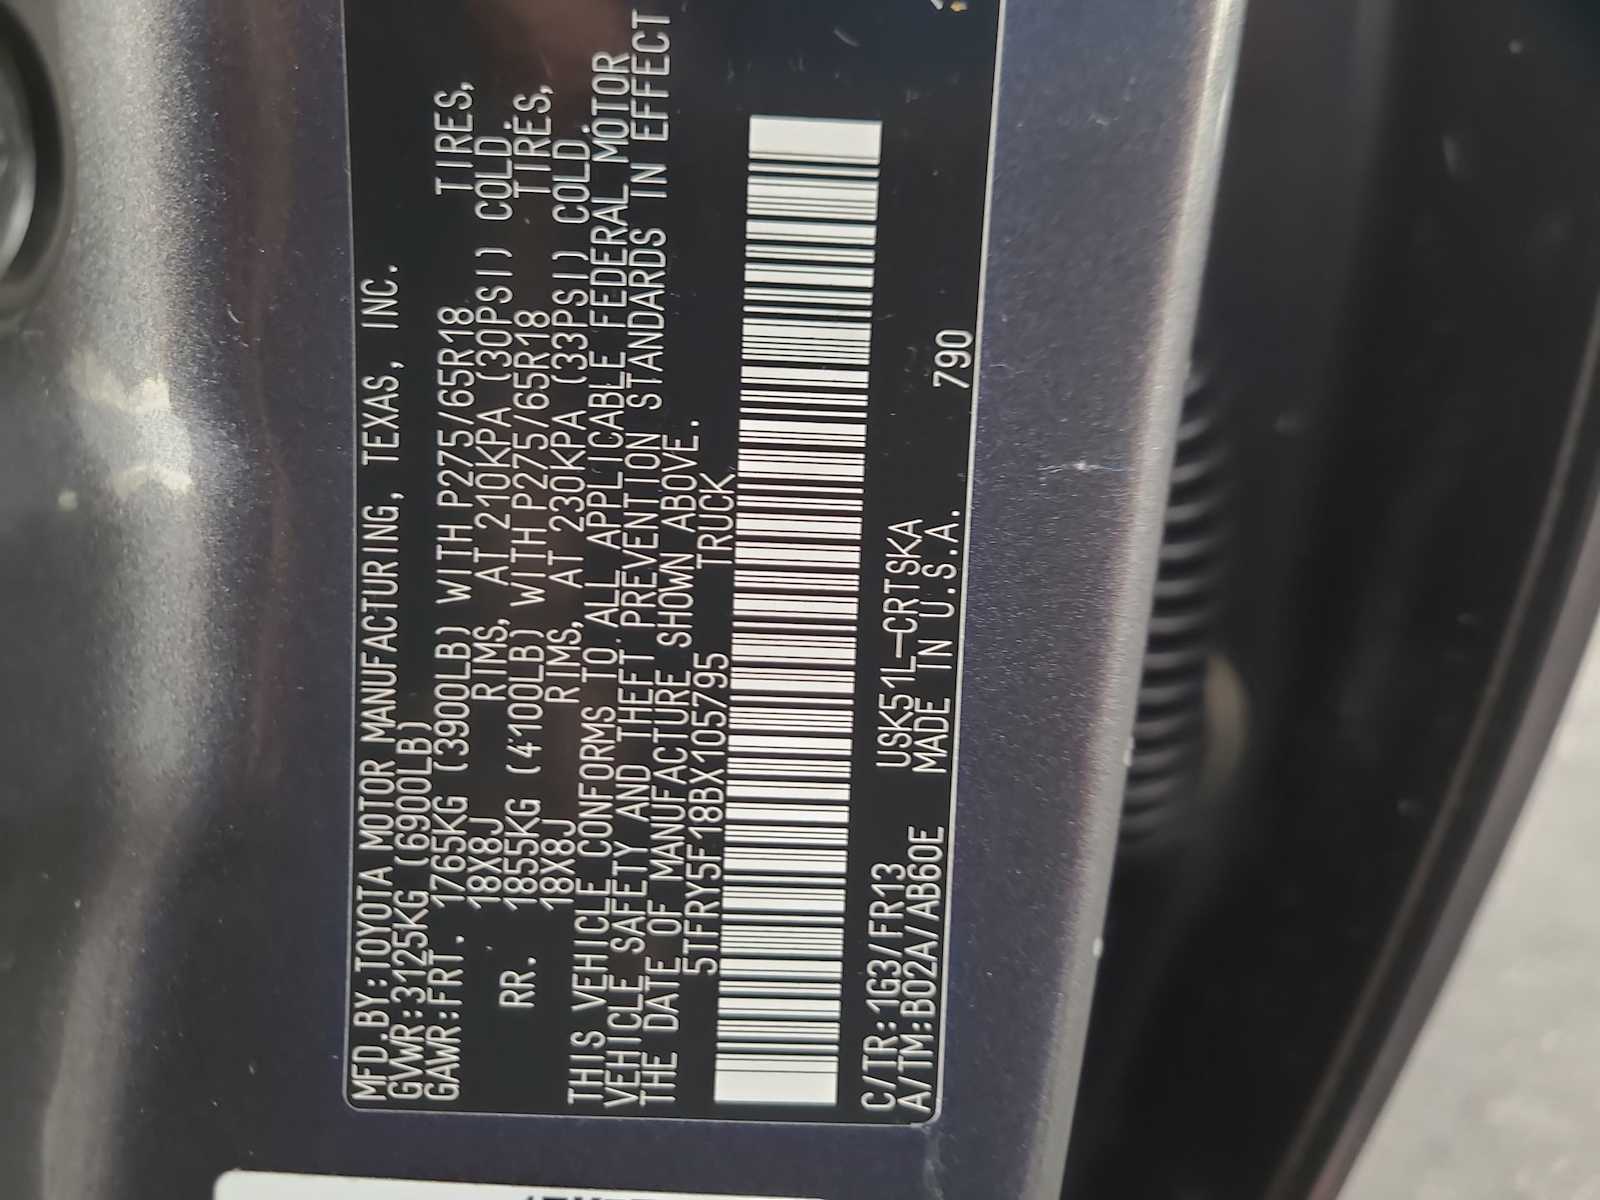 MFD.BY:TOYOTA MOTOR MANUFACTURING, TEXAS, INC.
GVWR:3125KG (6900LB)
GAWR:FRT. 1765KG (3900LB) WITH P275/65R18 TIRES,
18X8J RIMS, AT 210KPA (30PSI) COLD
RR. 1855KG (4100LB) WITH P275/65R18 TIRES,
18X8J RIMS, AT 230KPA (33PSI) COLD.
THIS VEHICLE CONFORMS TO ALL APPLICABLE FEDERAL MOTOR
VEHICLE SAFETY AND THEFT PREVENTION STANDARDS IN EFFECT
THE DATE OF MANUFACTURE SHOWN ABOVE.
5TFRY5F18BX105795 TRUCK
C/TR:1G3/FR13 USK51L-CRTSKA
A/TM:B02A/AB60E MADE IN U.S.A. 790